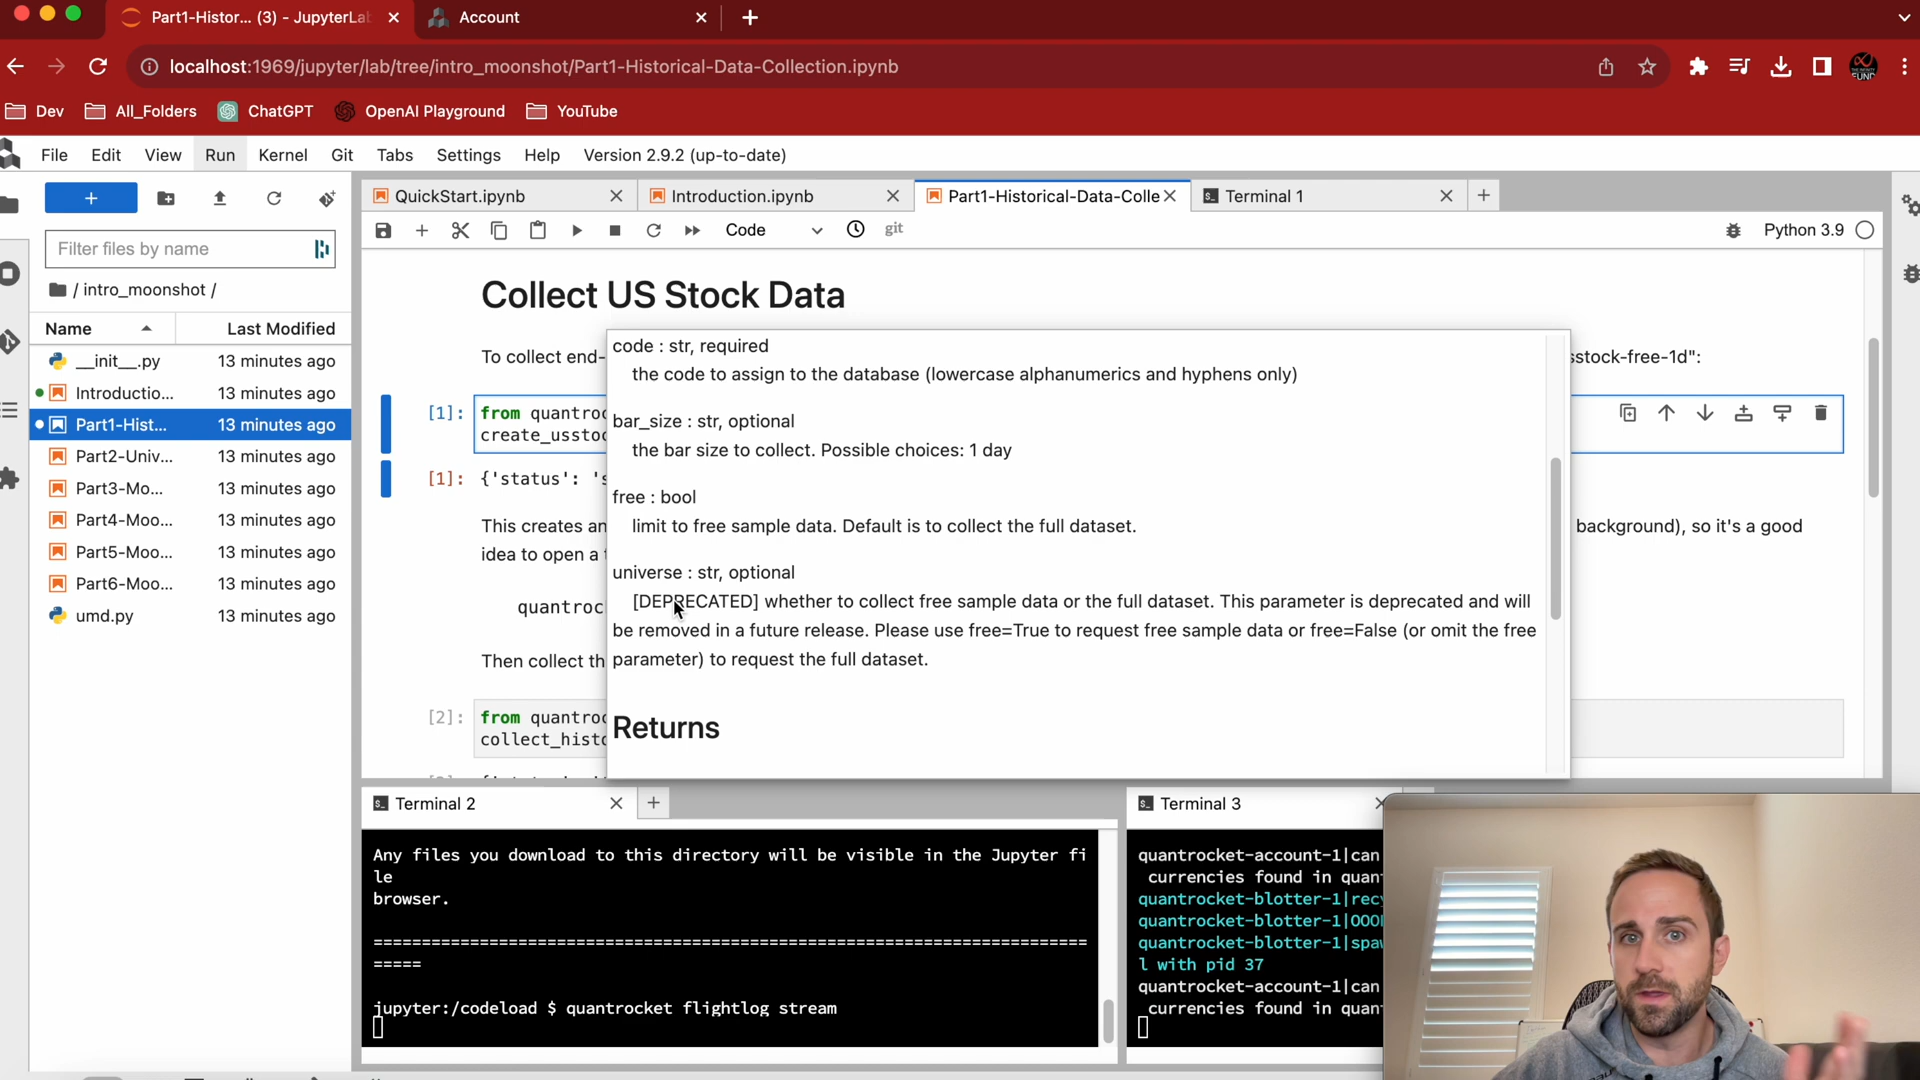 Part1-Histor... (3) - JupyterLa
Account
localhost:1969/jupyter/lab/tree/intro_moonshot/Part1-Historical-Data-Collection.ipynb
Dev
All_Folders
ChatGPT
OpenAI Playground
YouTube
File Edit View Run Kernel Git Tabs Settings Help Version 2.9.2 (up-to-date)
QuickStart.ipynb
Introduction.ipynb
Part1-Historical-Data-Colle
Terminal 1
Code
git
Python 3.9
Filter files by name
/ intro_moonshot /
Name Last Modified
__init__.py 13 minutes ago
Introductio... 13 minutes ago
Part1-Hist... 13 minutes ago
Part2-Univ... 13 minutes ago
Part3-Mo... 13 minutes ago
Part4-Moo... 13 minutes ago
Part5-Moo... 13 minutes ago
Part6-Moo... 13 minutes ago
umd.py 13 minutes ago
Collect US Stock Data
To collect end-
sstock-free-1d":
[1]: from quantroc
create_usstoc
[1]: {'status': 's
This creates an
background), so it's a good
idea to open a t
quantroc
Then collect th
[2]: from quantroc
collect_histo
code : str, required
the code to assign to the database (lowercase alphanumerics and hyphens only)
bar_size : str, optional
the bar size to collect. Possible choices: 1 day
free : bool
limit to free sample data. Default is to collect the full dataset.
universe : str, optional
[DEPRECATED] whether to collect free sample data or the full dataset. This parameter is deprecated and will
be removed in a future release. Please use free=True to request free sample data or free=False (or omit the free
parameter) to request the full dataset.
Returns
Terminal 2
Any files you download to this directory will be visible in the Jupyter fi
le
browser.
=========================================================================
=====
jupyter:/codeload $ quantrocket flightlog stream
Terminal 3
quantrocket-account-1|can
currencies found in quan
quantrocket-blotter-1|recy
quantrocket-blotter-1|OOO
quantrocket-blotter-1|spaw
l with pid 37
quantrocket-account-1|can
currencies found in quan